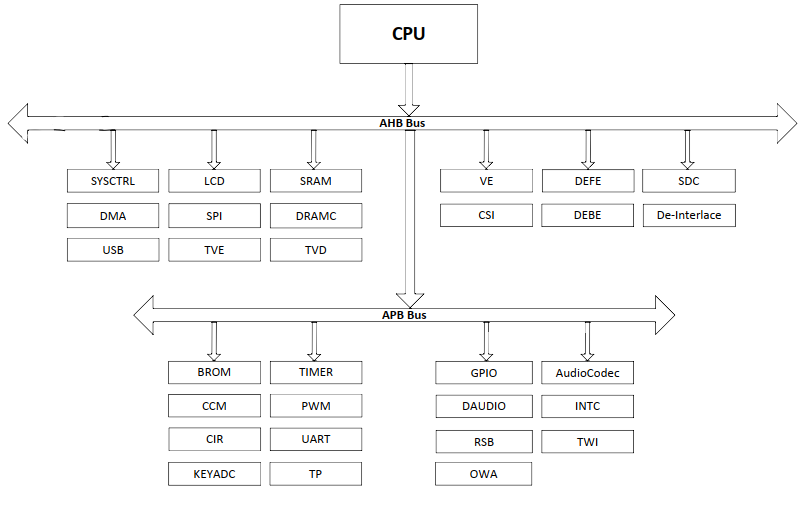 CPU
AHB Bus
SYSCTRL LCD SRAM VE DEFE SDC
DMA SPI DRAMC CSI DEBE De-Interlace
USB TVE TVD
APB Bus
BROM TIMER GPIO AudioCodec
CCM PWM DAUDIO INTC
CIR UART RSB TWI
KEYADC TP OWA